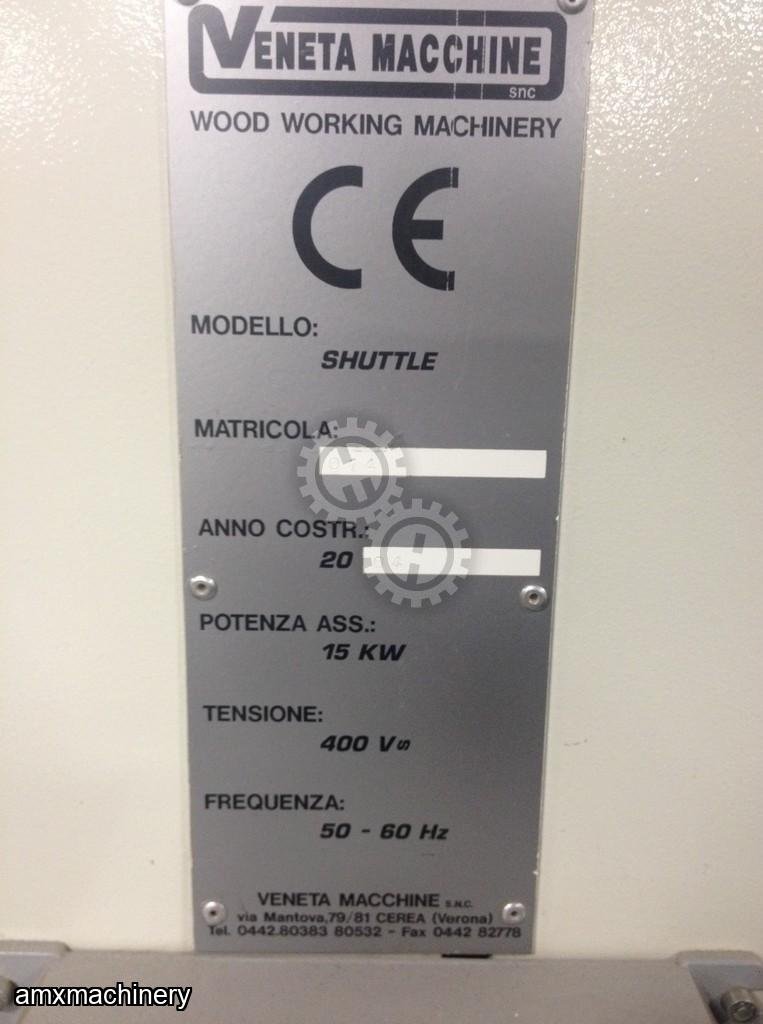 VENETA MACCHINE
snc
WOOD WORKING MACHINERY
CE
MODELLO:
SHUTTLE
MATRICOLA:
ANNO COSTR.:
20
POTENZA ASS.:
15 KW
TENSIONE:
400 Vs
FREQUENZA:
50 - 60 Hz
VENETA MACCHINE S.N.C.
via Mantova,79/81 CEREA (Verona)
Tel. 0442.80383 80532 - Fax 0442 82778
amxmachinery